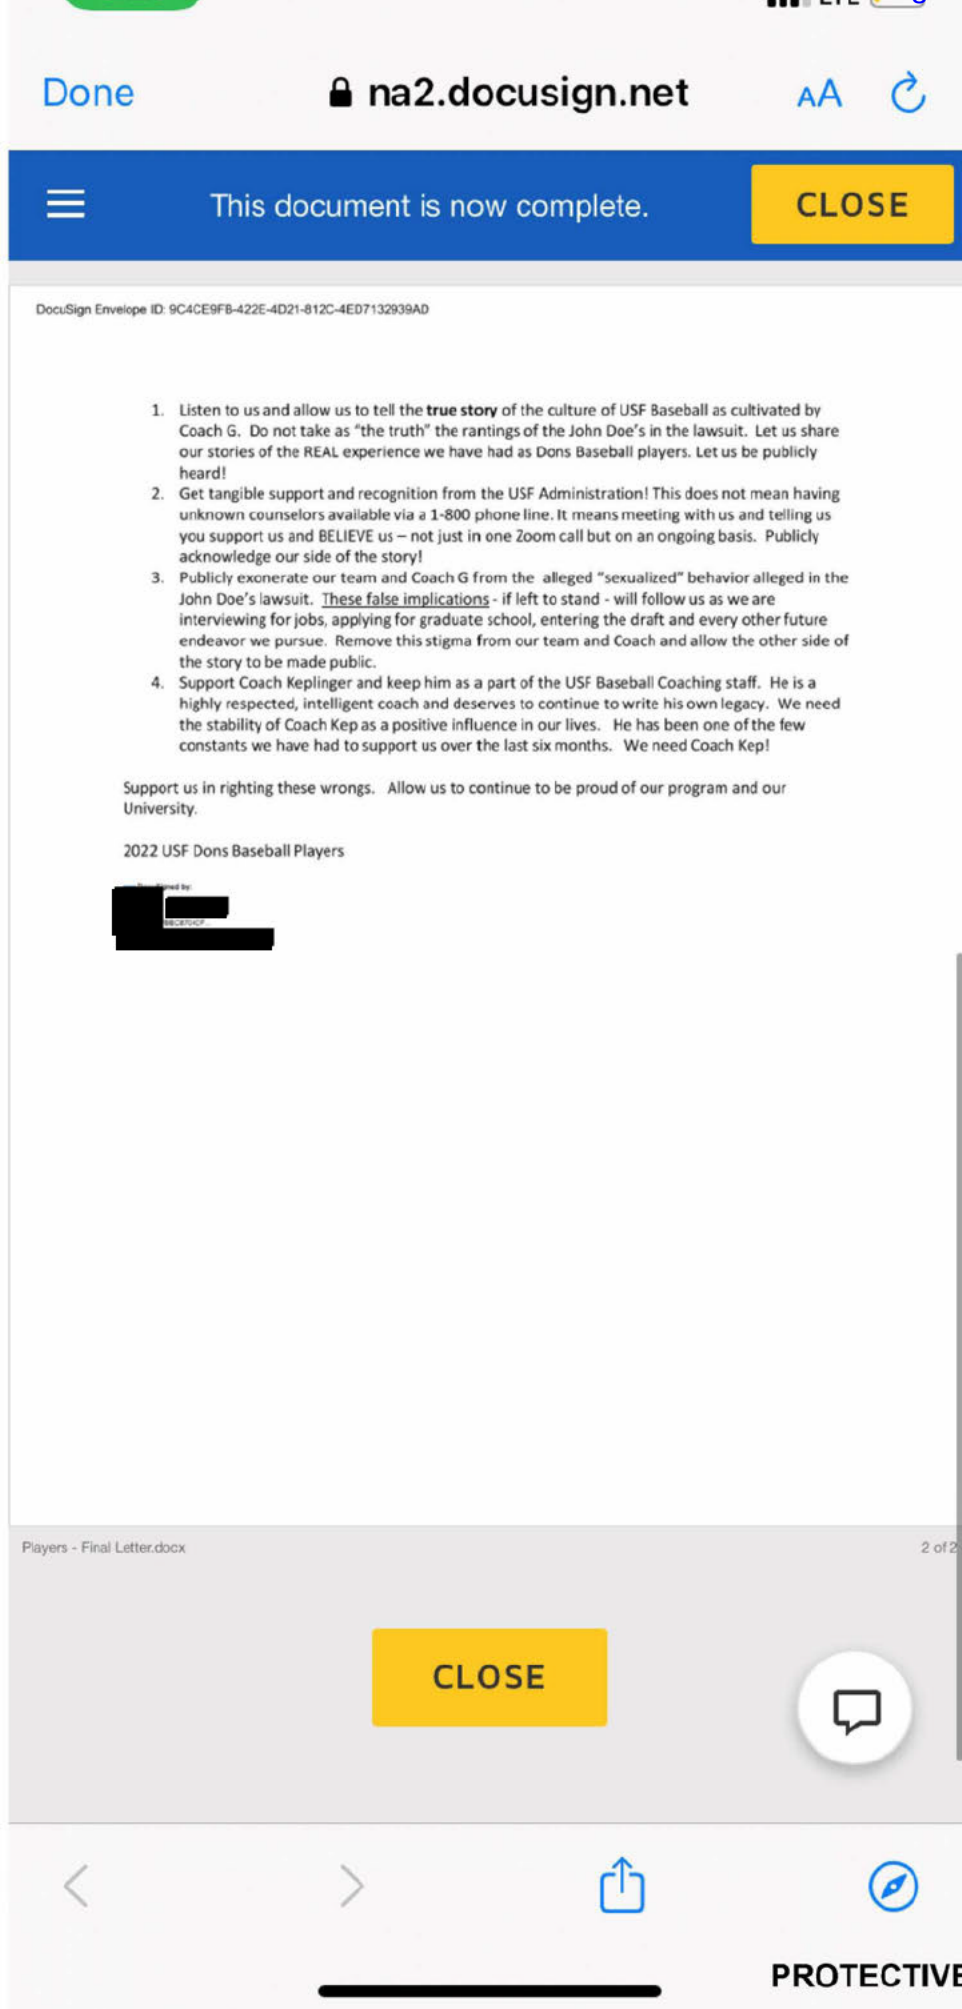 Done
na2.docusign.net
AA
This document is now complete.
CLOSE
DocuSign Envelope ID: 9C4CE9FB-422E-4D21-812C-4ED7132939AD
1. Listen to us and allow us to tell the true story of the culture of USF Baseball as cultivated by
Coach G. Do not take as “the truth” the rantings of the John Doe’s in the lawsuit. Let us share
our stories of the REAL experience we have had as Dons Baseball players. Let us be publicly
heard!
2. Get tangible support and recognition from the USF Administration! This does not mean having
unknown counselors available via a 1-800 phone line. It means meeting with us and telling us
you support us and BELIEVE us – not just in one Zoom call but on an ongoing basis. Publicly
acknowledge our side of the story!
3. Publicly exonerate our team and Coach G from the alleged “sexualized” behavior alleged in the
John Doe’s lawsuit. These false implications - if left to stand - will follow us as we are
interviewing for jobs, applying for graduate school, entering the draft and every other future
endeavor we pursue. Remove this stigma from our team and Coach and allow the other side of
the story to be made public.
4. Support Coach Keplinger and keep him as a part of the USF Baseball Coaching staff. He is a
highly respected, intelligent coach and deserves to continue to write his own legacy. We need
the stability of Coach Kep as a positive influence in our lives. He has been one of the few
constants we have had to support us over the last six months. We need Coach Kep!
Support us in righting these wrongs. Allow us to continue to be proud of our program and our
University.
2022 USF Dons Baseball Players
by:
Players - Final Letter.docx
2 of 2
CLOSE
PROTECTIVE